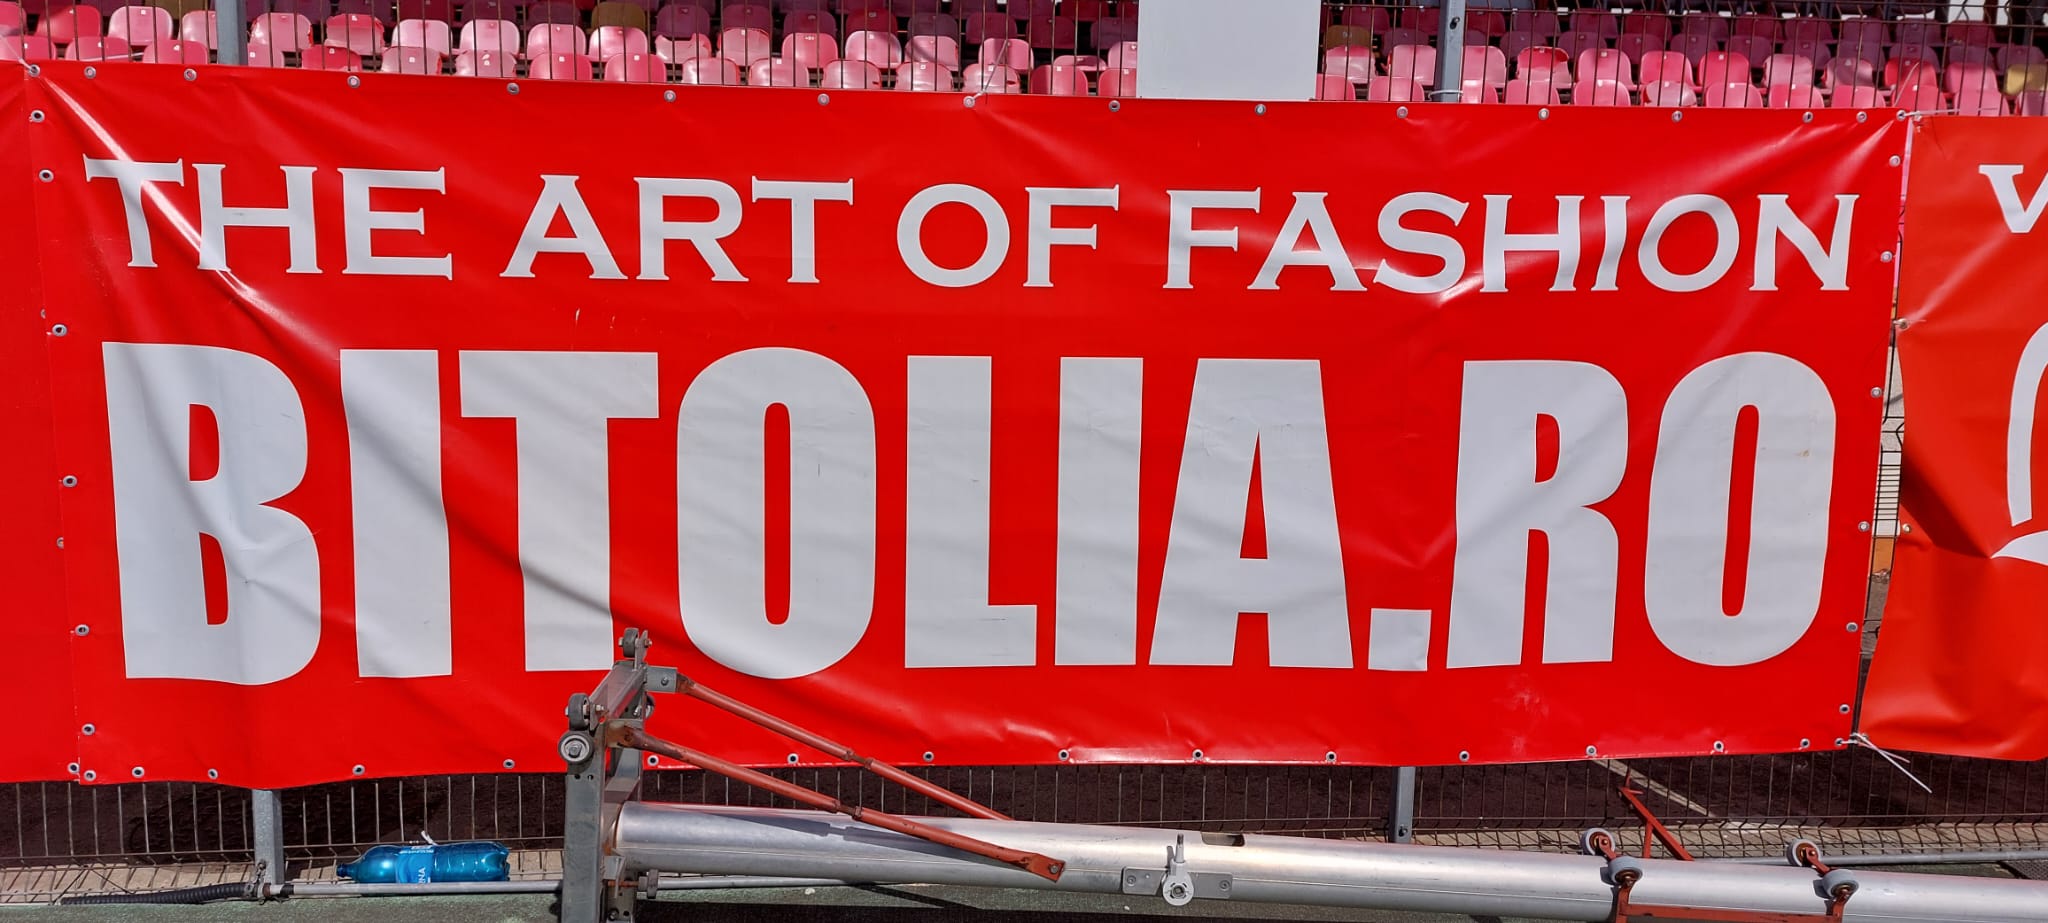 THE ART OF FASHION
BITOLIA.RO